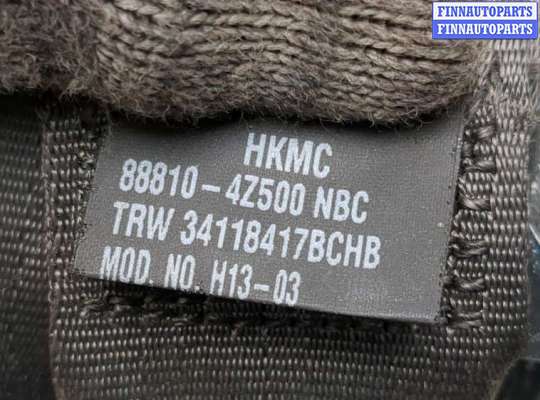 FINNAUTOPARTS
FINNAUTOPARTS
HKMC
88810-4Z500 NBC
TRW 34118417BCHB
MOD. NO. H13-03